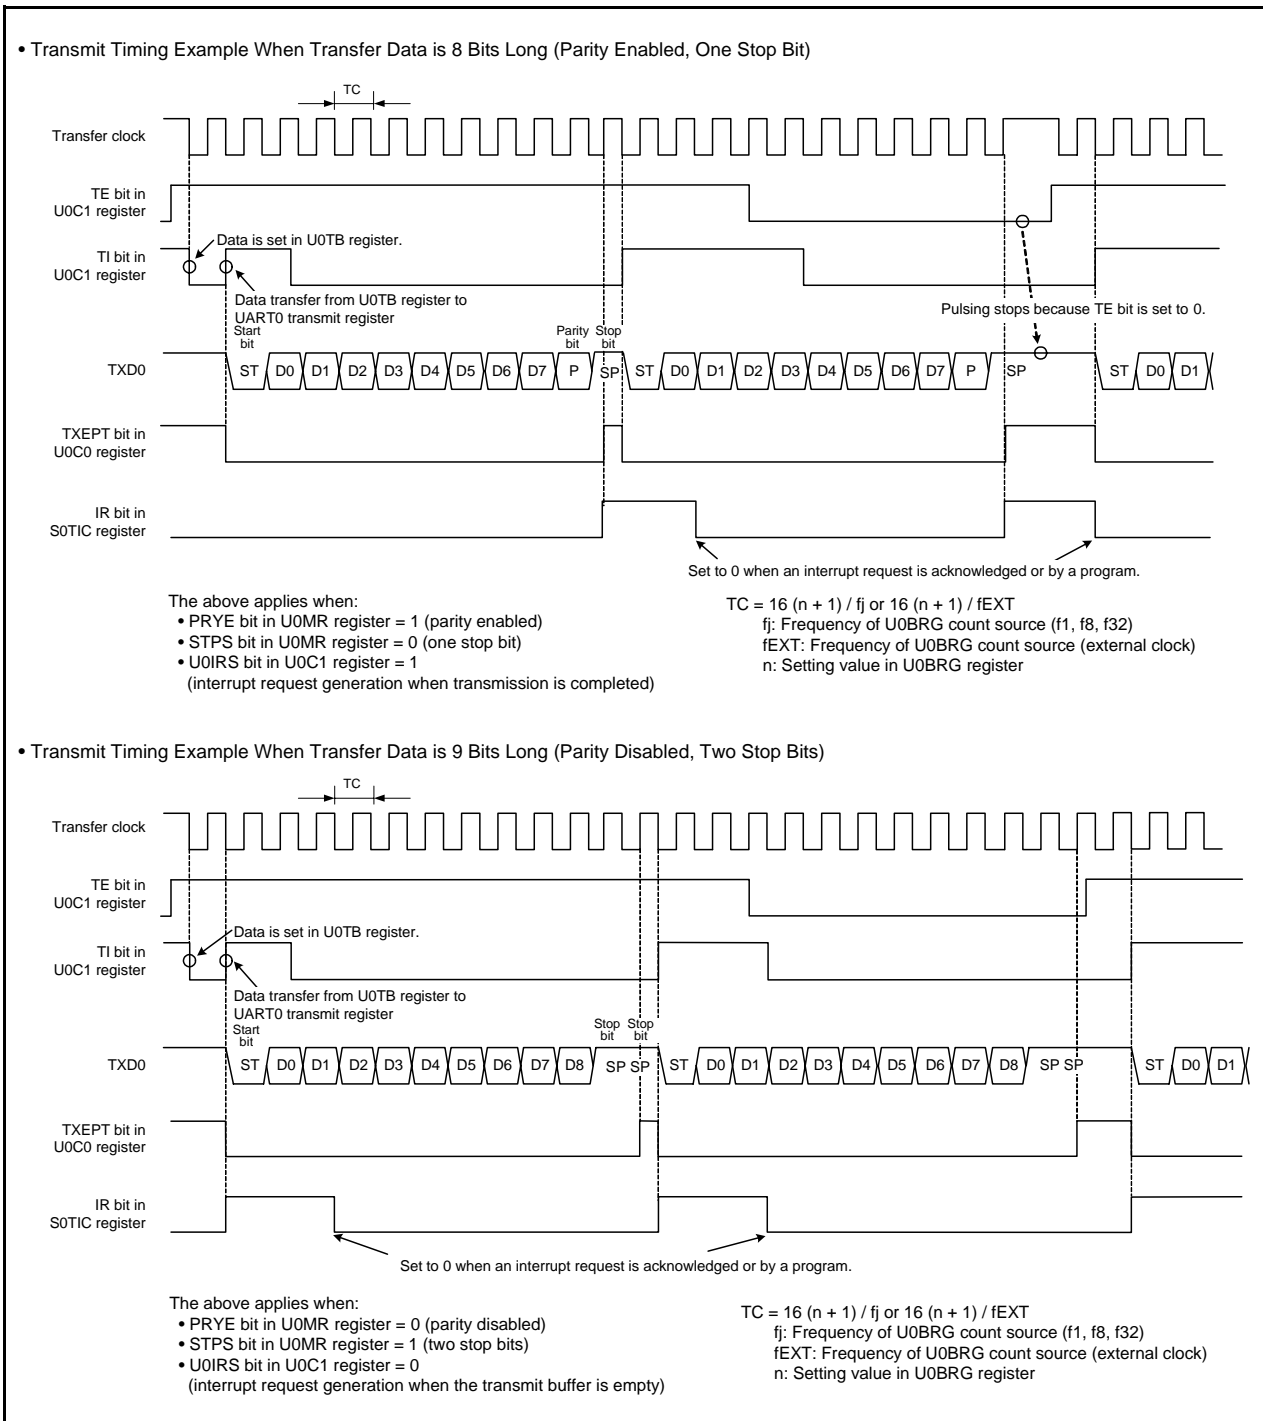 • Transmit Timing Example When Transfer Data is 8 Bits Long (Parity Enabled, One Stop Bit)
TC
Transfer clock
TE bit in
U0C1 register
Data is set in U0TB register.
TI bit in
U0C1 register
Data transfer from U0TB register to
UART0 transmit register
Pulsing stops because TE bit is set to 0.
Start
bit
Parity
bit
Stop
bit
TXD0
ST D0 D1 D2 D3 D4 D5 D6 D7 P SP ST D0 D1 D2 D3 D4 D5 D6 D7 P SP ST D0 D1
TXEPT bit in
U0C0 register
IR bit in
S0TIC register
Set to 0 when an interrupt request is acknowledged or by a program.
The above applies when:
• PRYE bit in U0MR register = 1 (parity enabled)
• STPS bit in U0MR register = 0 (one stop bit)
• U0IRS bit in U0C1 register = 1
(interrupt request generation when transmission is completed)
TC = 16 (n + 1) / fj or 16 (n + 1) / fEXT
fj: Frequency of U0BRG count source (f1, f8, f32)
fEXT: Frequency of U0BRG count source (external clock)
n: Setting value in U0BRG register
• Transmit Timing Example When Transfer Data is 9 Bits Long (Parity Disabled, Two Stop Bits)
TC
Transfer clock
TE bit in
U0C1 register
Data is set in U0TB register.
TI bit in
U0C1 register
Data transfer from U0TB register to
UART0 transmit register
Start
bit
Stop
bit
Stop
bit
TXD0
ST D0 D1 D2 D3 D4 D5 D6 D7 D8 SP SP ST D0 D1 D2 D3 D4 D5 D6 D7 D8 SP SP ST D0 D1
TXEPT bit in
U0C0 register
IR bit in
S0TIC register
Set to 0 when an interrupt request is acknowledged or by a program.
The above applies when:
• PRYE bit in U0MR register = 0 (parity disabled)
• STPS bit in U0MR register = 1 (two stop bits)
• U0IRS bit in U0C1 register = 0
(interrupt request generation when the transmit buffer is empty)
TC = 16 (n + 1) / fj or 16 (n + 1) / fEXT
fj: Frequency of U0BRG count source (f1, f8, f32)
fEXT: Frequency of U0BRG count source (external clock)
n: Setting value in U0BRG register